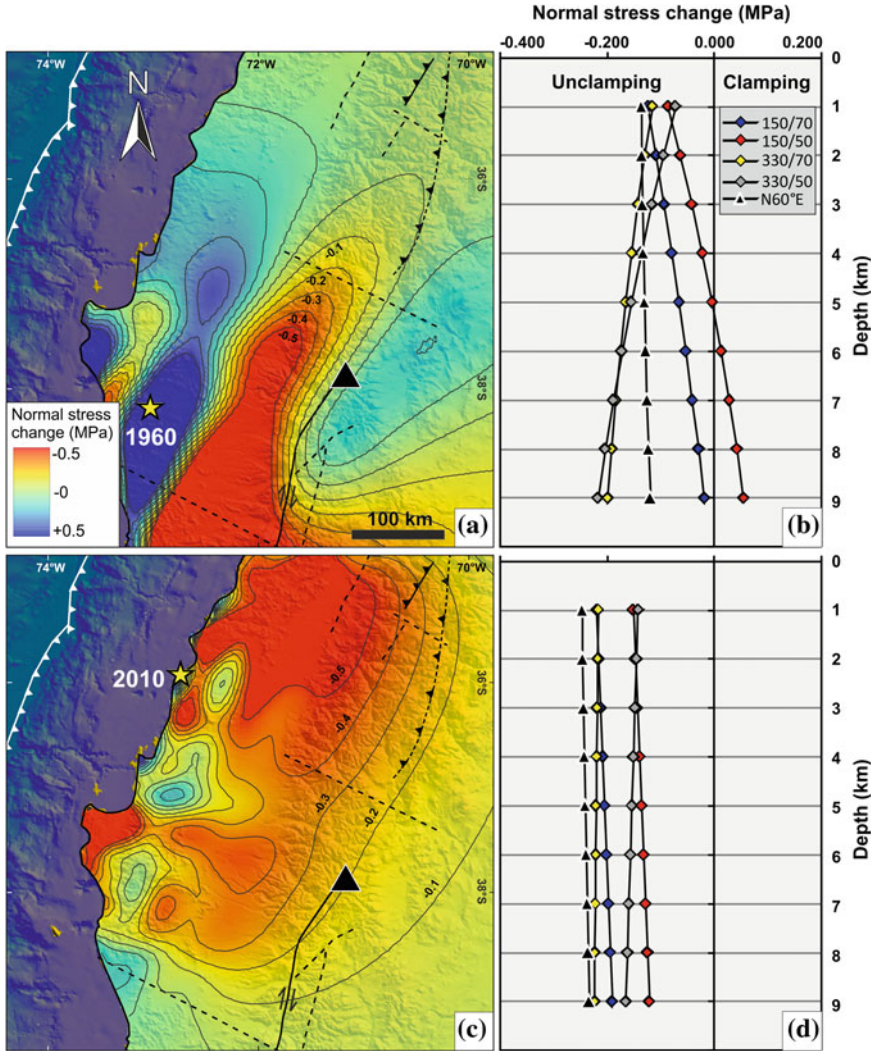 74°W
72°W
70°W
N
36°S
38°S
-0.1
-0.2
-0.3
-0.4
-0.5
1960
Normal stress
change (MPa)
-0.5
-0
+0.5
100 km
(a)
Normal stress change (MPa)
-0.400 -0.200 0.000 0.200
0
Unclamping Clamping
1
2
3
4
5
6
7
8
9
150/70
150/50
330/70
330/50
N60°E
Depth (km)
(b)
74°W
70°W
2010
36°S
38°S
-0.5
-0.4
-0.3
-0.2
-0.1
(c)
0
1
2
3
4
5
6
7
8
9
Depth (km)
(d)